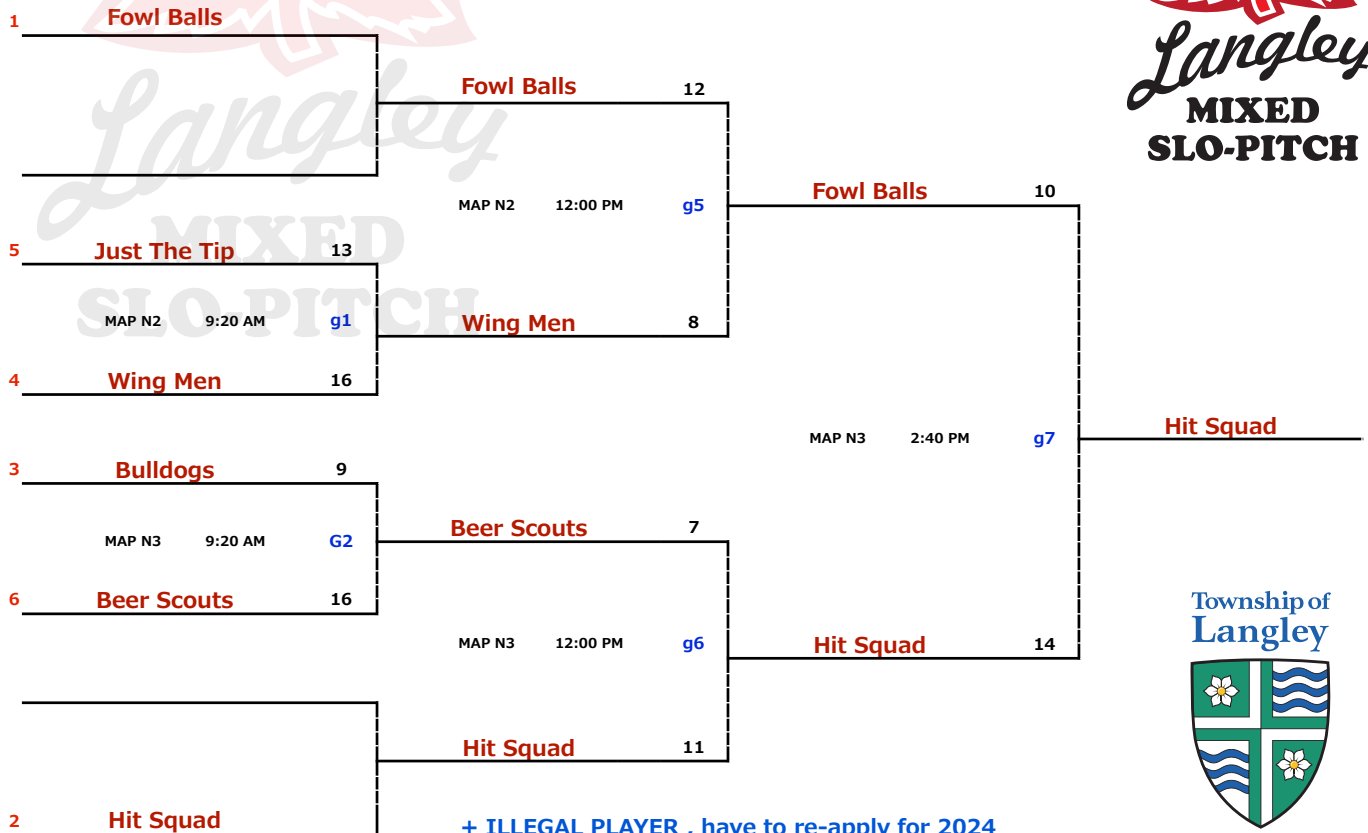 1 Fowl Balls
Langley
MIXED
SLO-PITCH
Fowl Balls 12
Langley
MIXED
SLO-PITCH
MAP N2 12:00 PM g5
Fowl Balls 10
5 Just The Tip 13
MAP N2 9:20 AM g1
Wing Men 8
4 Wing Men 16
MAP N3 2:40 PM g7
Hit Squad
3 Bulldogs 9
MAP N3 9:20 AM G2
Beer Scouts 7
6 Beer Scouts 16
MAP N3 12:00 PM g6
Hit Squad 14
Township of
Langley
Hit Squad 11
2 Hit Squad
+ ILLEGAL PLAYER , have to re-apply for 2024